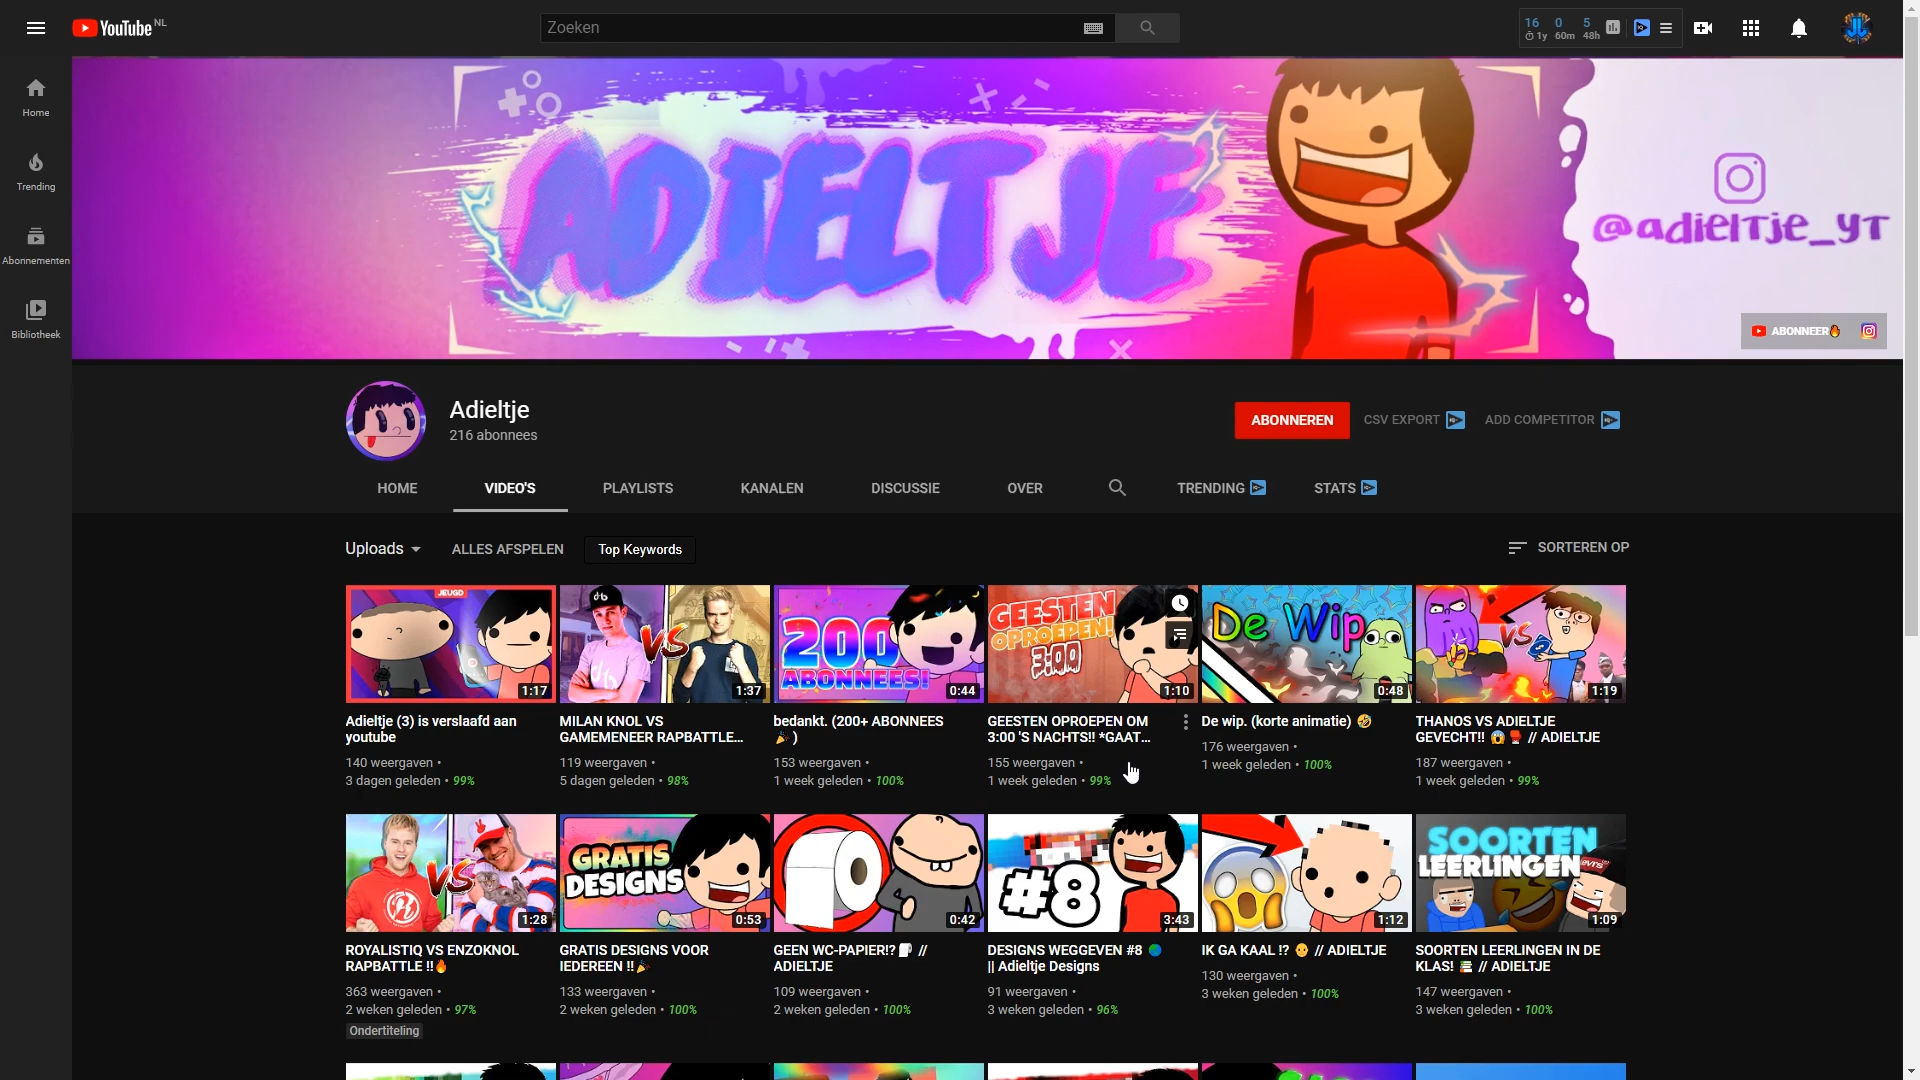 YouTube NL
Zoeken
16 0 5
1y 60m 48h
Home
Trending
Abonnementen
Bibliotheek
ADIELTJE
@adieltje_yt
ABONNEER🔥
Adieltje
216 abonnees
ABONNEREN
CSV EXPORT
ADD COMPETITOR
HOME
VIDEO'S
PLAYLISTS
KANALEN
DISCUSSIE
OVER
TRENDING
STATS
Uploads
ALLES AFSPELEN
Top Keywords
SORTEREN OP
JEUGD
1:17
Adieltje (3) is verslaafd aan
youtube
140 weergaven •
3 dagen geleden • 99%
VS
1:37
MILAN KNOL VS
GAMEMENEER RAPBATTLE...
119 weergaven •
5 dagen geleden • 98%
200
ABONNEES!
0:44
bedankt. (200+ ABONNEES
🎉)
153 weergaven •
1 week geleden • 100%
GEESTEN
OPROEPEN!
3:00
1:10
GEESTEN OPROEPEN OM
3:00 'S NACHTS!! *GAAT...
155 weergaven •
1 week geleden • 99%
De Wip
0:48
De wip. (korte animatie) 🤣
176 weergaven •
1 week geleden • 100%
VS
1:19
THANOS VS ADIELTJE
GEVECHT!! 😱🥊 // ADIELTJE
187 weergaven •
1 week geleden • 99%
VS
1:28
ROYALISTIQ VS ENZOKNOL
RAPBATTLE !!🔥
363 weergaven •
2 weken geleden • 97%
Ondertiteling
GRATIS
DESIGNS
0:53
GRATIS DESIGNS VOOR
IEDEREEN !!🎉
133 weergaven •
2 weken geleden • 100%
0:42
GEEN WC-PAPIER!?🧻 //
ADIELTJE
109 weergaven •
2 weken geleden • 100%
#8
3:43
DESIGNS WEGGEVEN #8 🌍
|| Adieltje Designs
91 weergaven •
3 weken geleden • 96%
1:12
IK GA KAAL !? 👨‍🦲 // ADIELTJE
130 weergaven •
3 weken geleden • 100%
SOORTEN
LEERLINGEN
1:09
SOORTEN LEERLINGEN IN DE
KLAS! 📚 // ADIELTJE
147 weergaven •
3 weken geleden • 100%